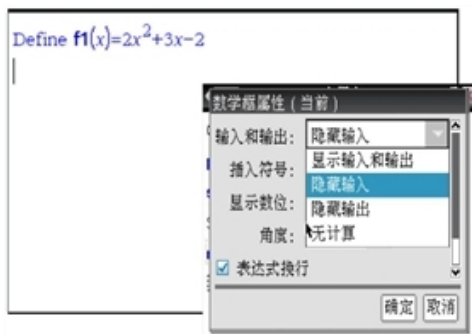 Define f1(x)=2x²+3x−2
数学框属性（当前）
输入和输出： 隐藏输入
显示输入和输出
插入符号：
隐藏输入
显示数位：
隐藏输出
角度：
无计算
表达式换行
确定 取消